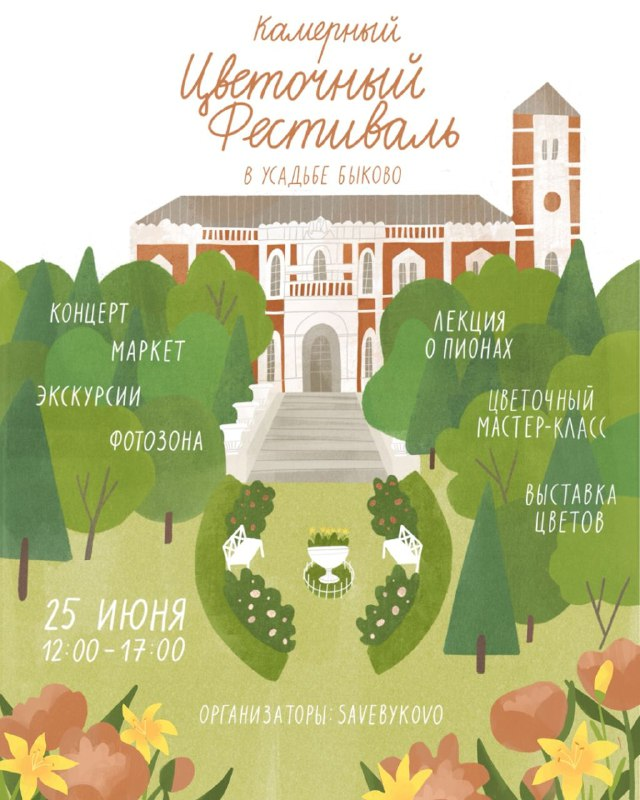 Камерный
Цветочный
Фестиваль
В УСАДЬБЕ БЫКОВО
КОНЦЕРТ
МАРКЕТ
ЭКСКУРСИИ
ФОТОЗОНА
ЛЕКЦИЯ
О ПИОНАХ
ЦВЕТОЧНЫЙ
МАСТЕР-КЛАСС
ВЫСТАВКА
ЦВЕТОВ
25 ИЮНЯ
12:00 - 17:00
ОРГАНИЗАТОРЫ: SAVEBYKOVO